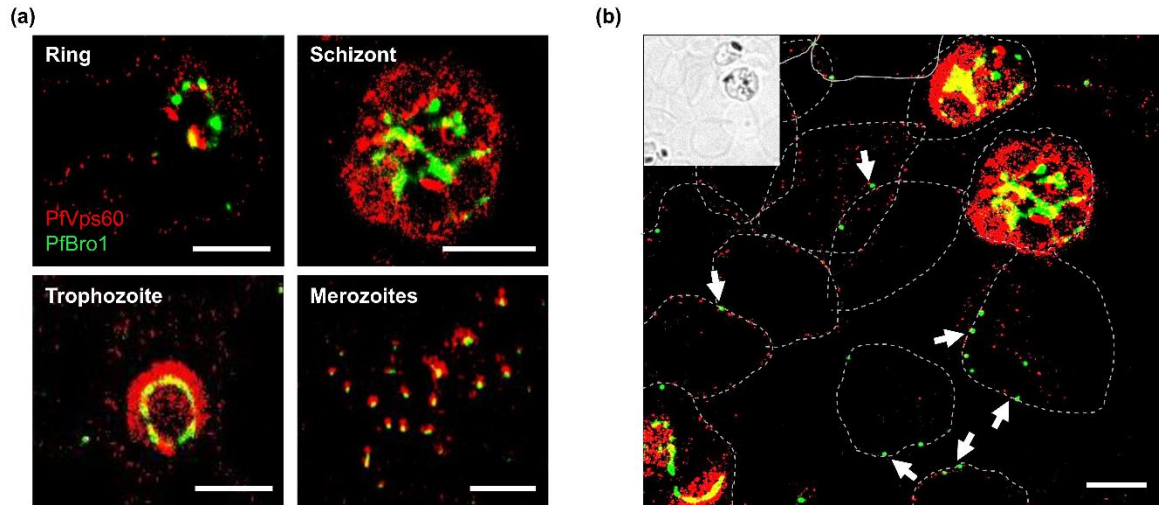 (a)
(b)
Ring
Schizont
PfVps60
PfBro1
Trophozoite
Merozoites